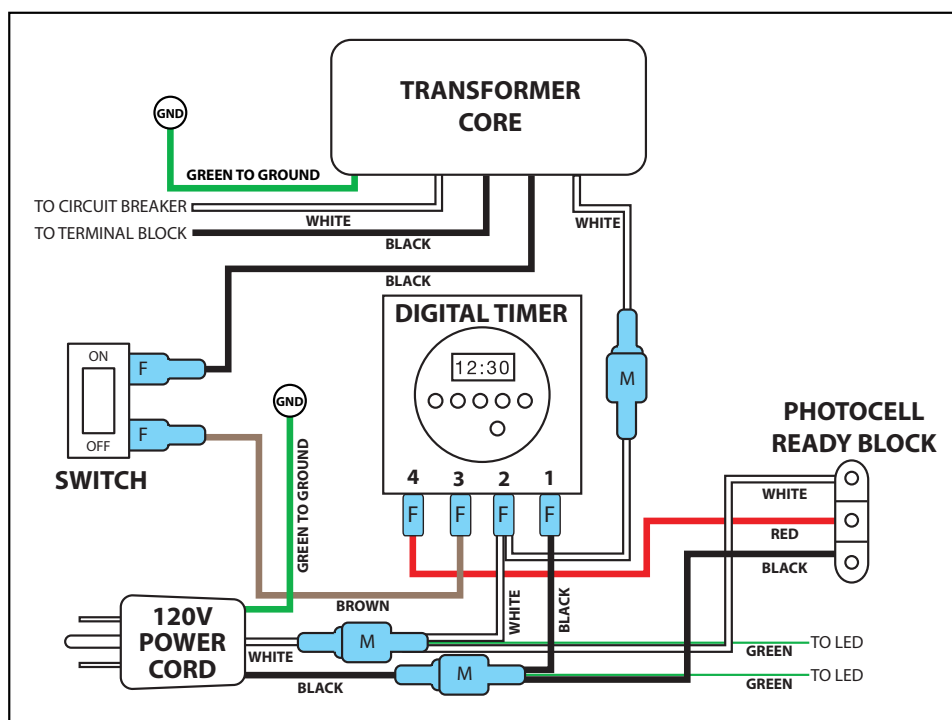 TRANSFORMER
CORE
GND
GREEN TO GROUND
TO CIRCUIT BREAKER
WHITE
WHITE
TO TERMINAL BLOCK
BLACK
BLACK
DIGITAL TIMER
12:30
ON
F
F
OFF
SWITCH
M
GND
GREEN TO GROUND
PHOTOCELL
READY BLOCK
4 3 2 1
F F F F
WHITE
RED
BLACK
BROWN
WHITE
BLACK
120V
POWER
CORD
M
WHITE
GREEN
TO LED
M
BLACK
GREEN
TO LED